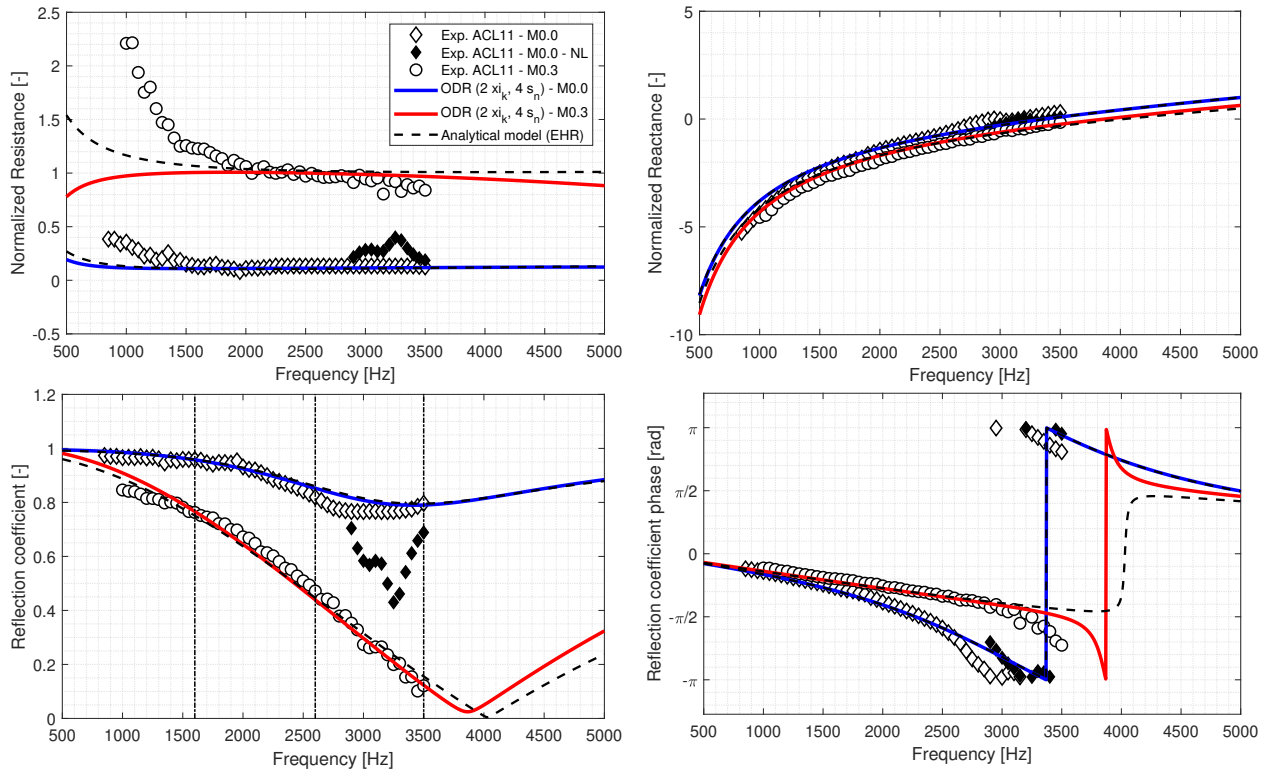 Normalized Resistance [-]
2.5
2
1.5
1
0.5
0
-0.5
500 1000 1500 2000 2500 3000 3500 4000 4500 5000
Frequency [Hz]
Exp. ACL11 - M0.0
Exp. ACL11 - M0.0 - NL
Exp. ACL11 - M0.3
ODR (2 xi_k, 4 s_n) - M0.0
ODR (2 xi_k, 4 s_n) - M0.3
Analytical model (EHR)
Normalized Reactance [-]
5
0
-5
-10
500 1000 1500 2000 2500 3000 3500 4000 4500 5000
Frequency [Hz]
Reflection coefficient [-]
1.2
1
0.8
0.6
0.4
0.2
0
500 1000 1500 2000 2500 3000 3500 4000 4500 5000
Frequency [Hz]
Reflection coefficient phase [rad]
π
π/2
0
-π/2
-π
500 1000 1500 2000 2500 3000 3500 4000 4500 5000
Frequency [Hz]